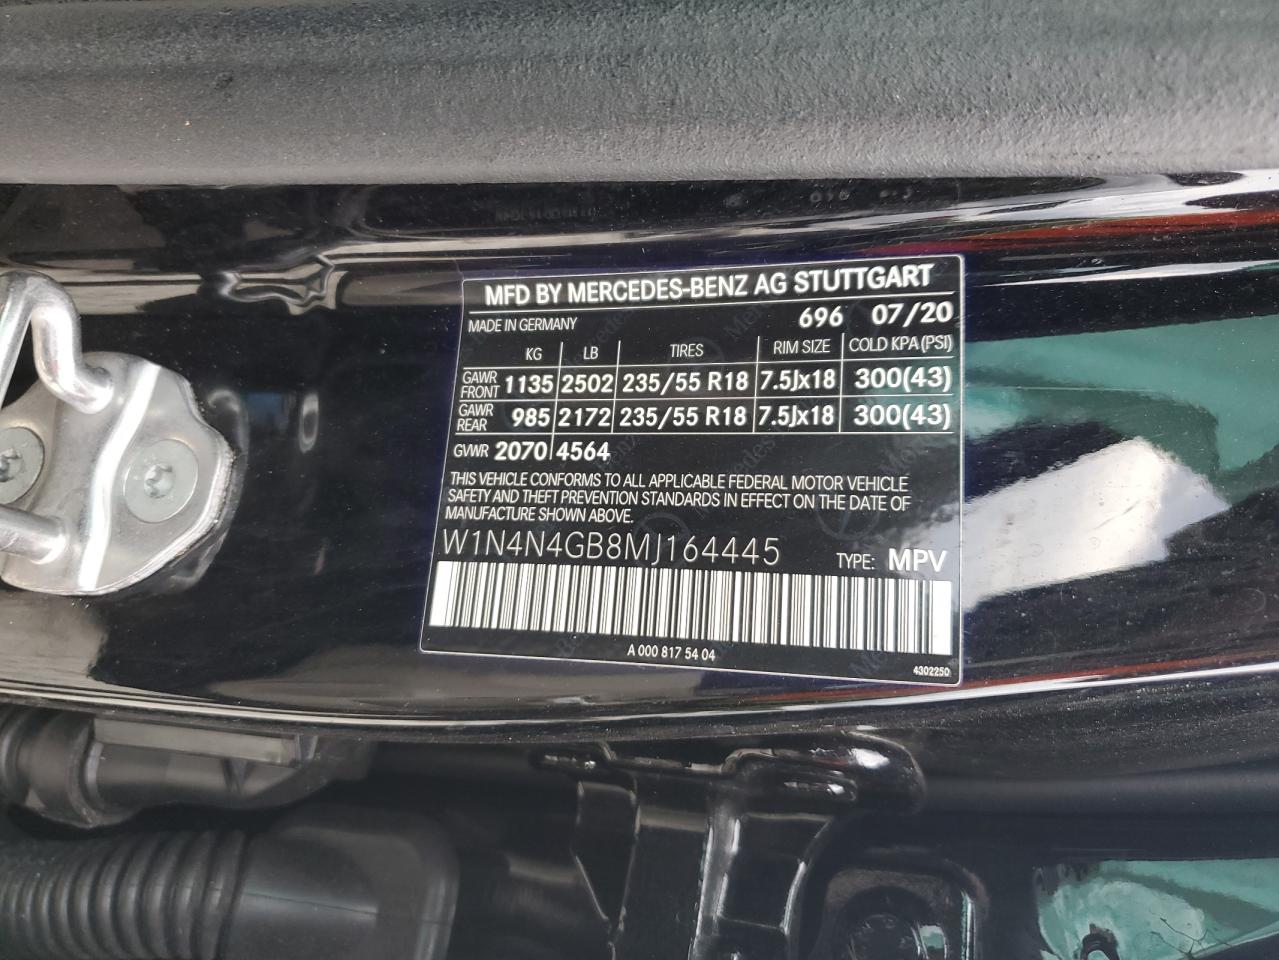 MFD BY MERCEDES-BENZ AG STUTTGART
MADE IN GERMANY 696 07/20
KG LB TIRES RIM SIZE COLD KPA (PSI)
GAWR FRONT 1135 2502 235/55 R18 7.5Jx18 300(43)
GAWR REAR 985 2172 235/55 R18 7.5Jx18 300(43)
GVWR 2070 4564
THIS VEHICLE CONFORMS TO ALL APPLICABLE FEDERAL MOTOR VEHICLE
SAFETY AND THEFT PREVENTION STANDARDS IN EFFECT ON THE DATE OF
MANUFACTURE SHOWN ABOVE.
W1N4N4GB8MJ164445 TYPE: MPV
A 000 817 54 04
4302250